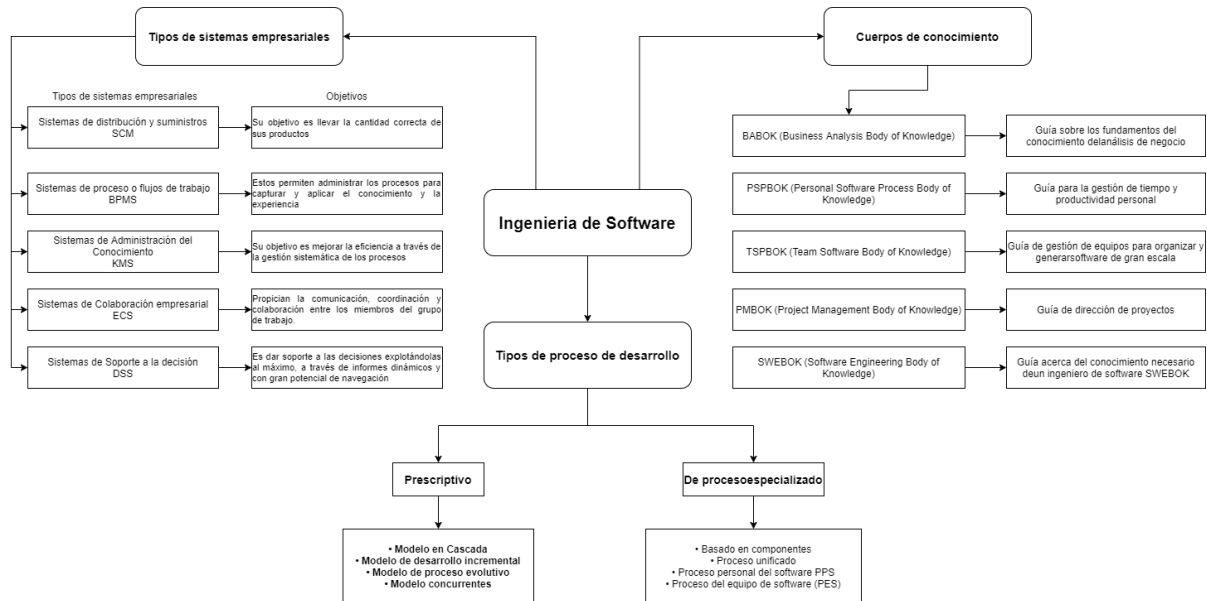 Tipos de sistemas empresariales
Cuerpos de conocimiento
Tipos de sistemas empresariales
Objetivos
Sistemas de distribución y suministros
SCM
Su objetivo es llevar la cantidad correcta de
sus productos
Sistemas de proceso o flujos de trabajo
BPMS
Estos permiten administrar los procesos para
capturar y aplicar el conocimiento y la
experiencia
Sistemas de Administración del
Conocimiento
KMS
Su objetivo es mejorar la eficiencia a través de
la gestión sistemática de los procesos
Sistemas de Colaboración empresarial
ECS
Propician la comunicación, coordinación y
colaboración entre los miembros del grupo
de trabajo.
Sistemas de Soporte a la decisión
DSS
Es dar soporte a las decisiones explotándolas
al máximo, a través de informes dinámicos y
con gran potencial de navegación
Ingenieria de Software
Tipos de proceso de desarrollo
BABOK (Business Analysis Body of Knowledge)
Guía sobre los fundamentos del
conocimiento delanálisis de negocio
PSPBOK (Personal Software Process Body of
Knowledge)
Guía para la gestión de tiempo y
productividad personal
TSPBOK (Team Software Body of Knowledge)
Guía de gestión de equipos para organizar y
generarsoftware de gran escala
PMBOK (Project Management Body of Knowledge)
Guía de dirección de proyectos
SWEBOK (Software Engineering Body of
Knowledge)
Guía acerca del conocimiento necesario
deun ingeniero de software SWEBOK
Prescriptivo
De procesoespecializado
• Modelo en Cascada
• Modelo de desarrollo incremental
• Modelo de proceso evolutivo
• Modelo concurrentes
• Basado en componentes
• Proceso unificado
• Proceso personal del software PPS
• Proceso del equipo de software (PES)